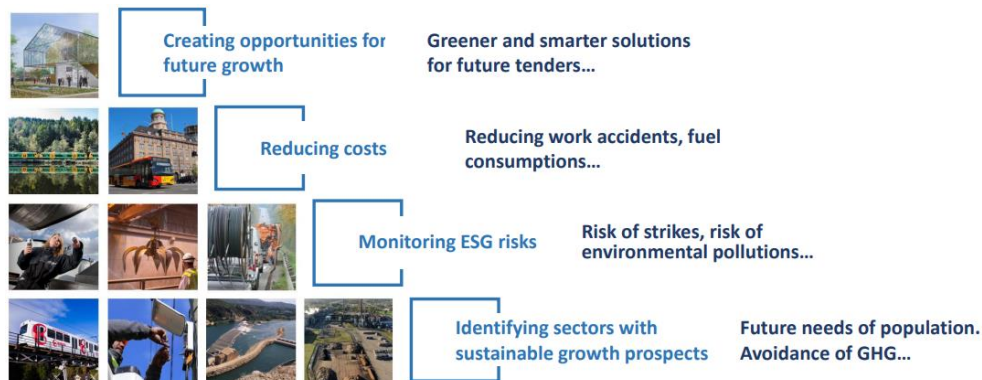 Creating opportunities for
future growth
Greener and smarter solutions
for future tenders...
Reducing costs
Reducing work accidents, fuel
consumptions...
Monitoring ESG risks
Risk of strikes, risk of
environmental pollutions...
Identifying sectors with
sustainable growth prospects
Future needs of population.
Avoidance of GHG...